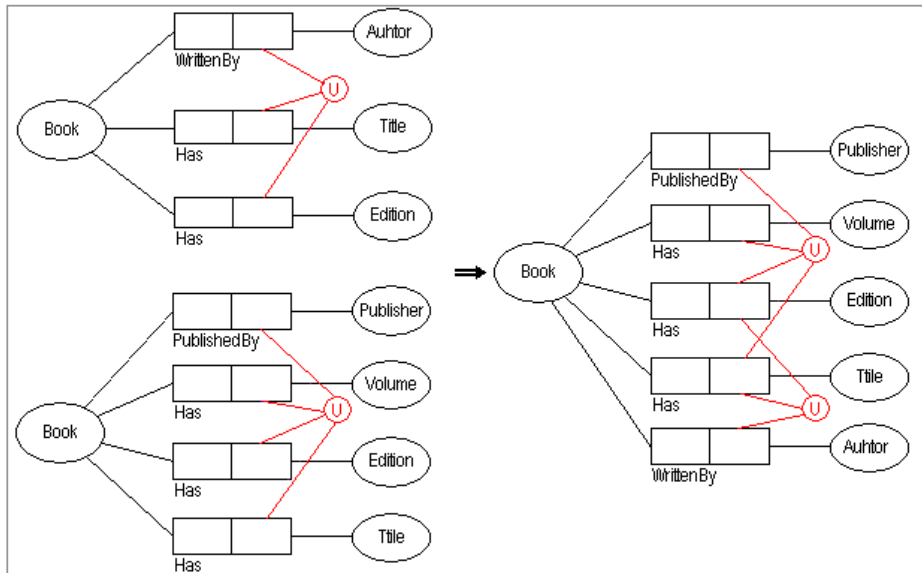 Auhtor
WrittenBy
U
Book
Title
Has
Edition
Has
Publisher
PublishedBy
Volume
Has
U
Book
Edition
Has
Ttile
Has
Publisher
PublishedBy
Volume
Has
U
Book
Edition
Has
Ttile
Has
U
Auhtor
WrittenBy